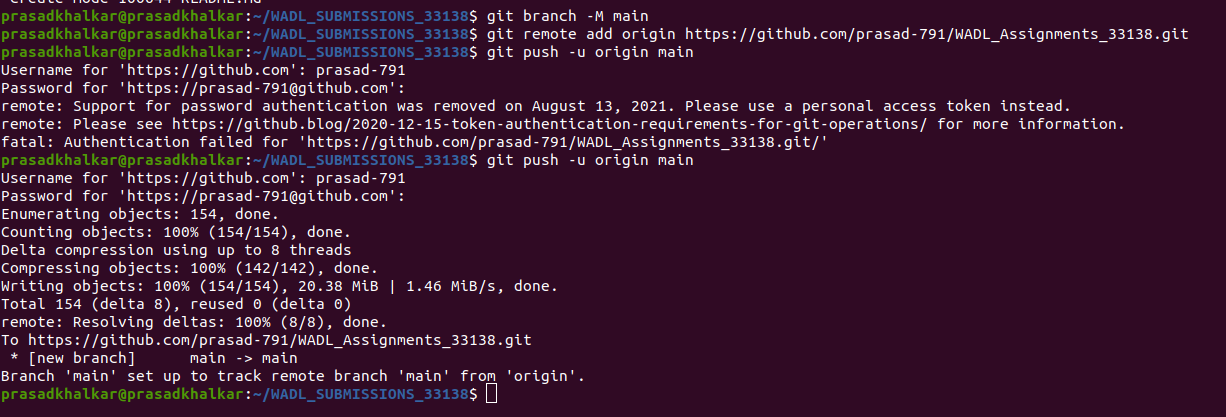 create mode 100644 README.md
prasadkhalkar@prasadkhalkar:~/WADL_SUBMISSIONS_33138$ git branch -M main
prasadkhalkar@prasadkhalkar:~/WADL_SUBMISSIONS_33138$ git remote add origin https://github.com/prasad-791/WADL_Assignments_33138.git
prasadkhalkar@prasadkhalkar:~/WADL_SUBMISSIONS_33138$ git push -u origin main
Username for 'https://github.com': prasad-791
Password for 'https://prasad-791@github.com':
remote: Support for password authentication was removed on August 13, 2021. Please use a personal access token instead.
remote: Please see https://github.blog/2020-12-15-token-authentication-requirements-for-git-operations/ for more information.
fatal: Authentication failed for 'https://github.com/prasad-791/WADL_Assignments_33138.git/'
prasadkhalkar@prasadkhalkar:~/WADL_SUBMISSIONS_33138$ git push -u origin main
Username for 'https://github.com': prasad-791
Password for 'https://prasad-791@github.com':
Enumerating objects: 154, done.
Counting objects: 100% (154/154), done.
Delta compression using up to 8 threads
Compressing objects: 100% (142/142), done.
Writing objects: 100% (154/154), 20.38 MiB | 1.46 MiB/s, done.
Total 154 (delta 8), reused 0 (delta 0)
remote: Resolving deltas: 100% (8/8), done.
To https://github.com/prasad-791/WADL_Assignments_33138.git
 * [new branch]      main -> main
Branch 'main' set up to track remote branch 'main' from 'origin'.
prasadkhalkar@prasadkhalkar:~/WADL_SUBMISSIONS_33138$